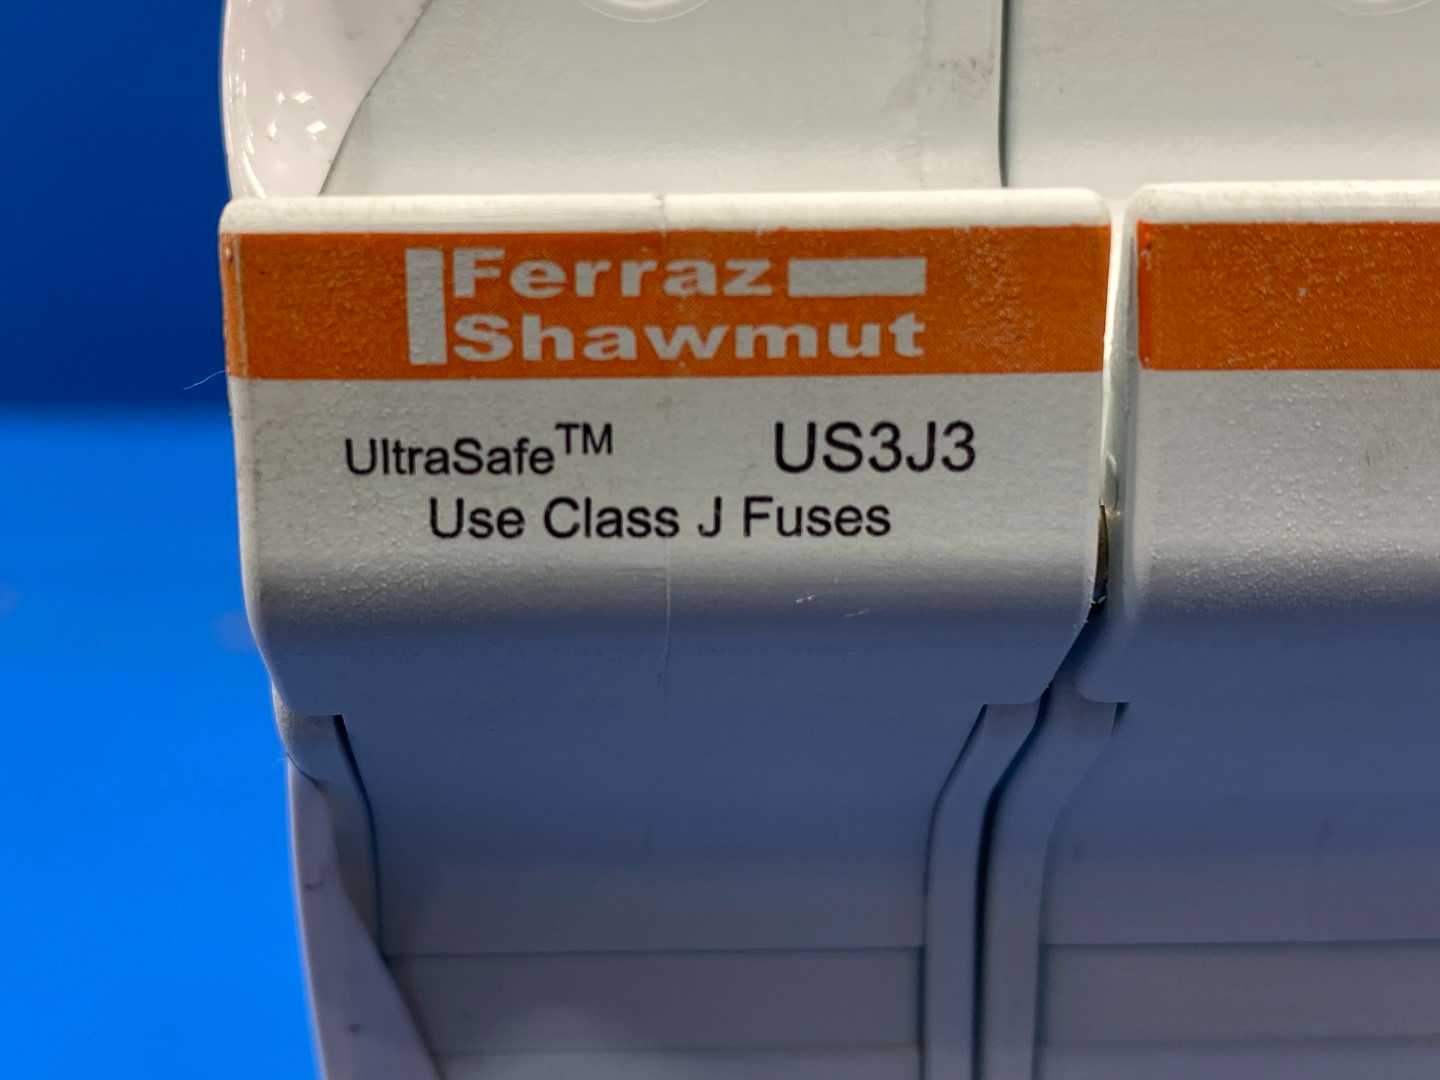 Ferraz
Shawmut
UltraSafe™ US3J3
Use Class J Fuses